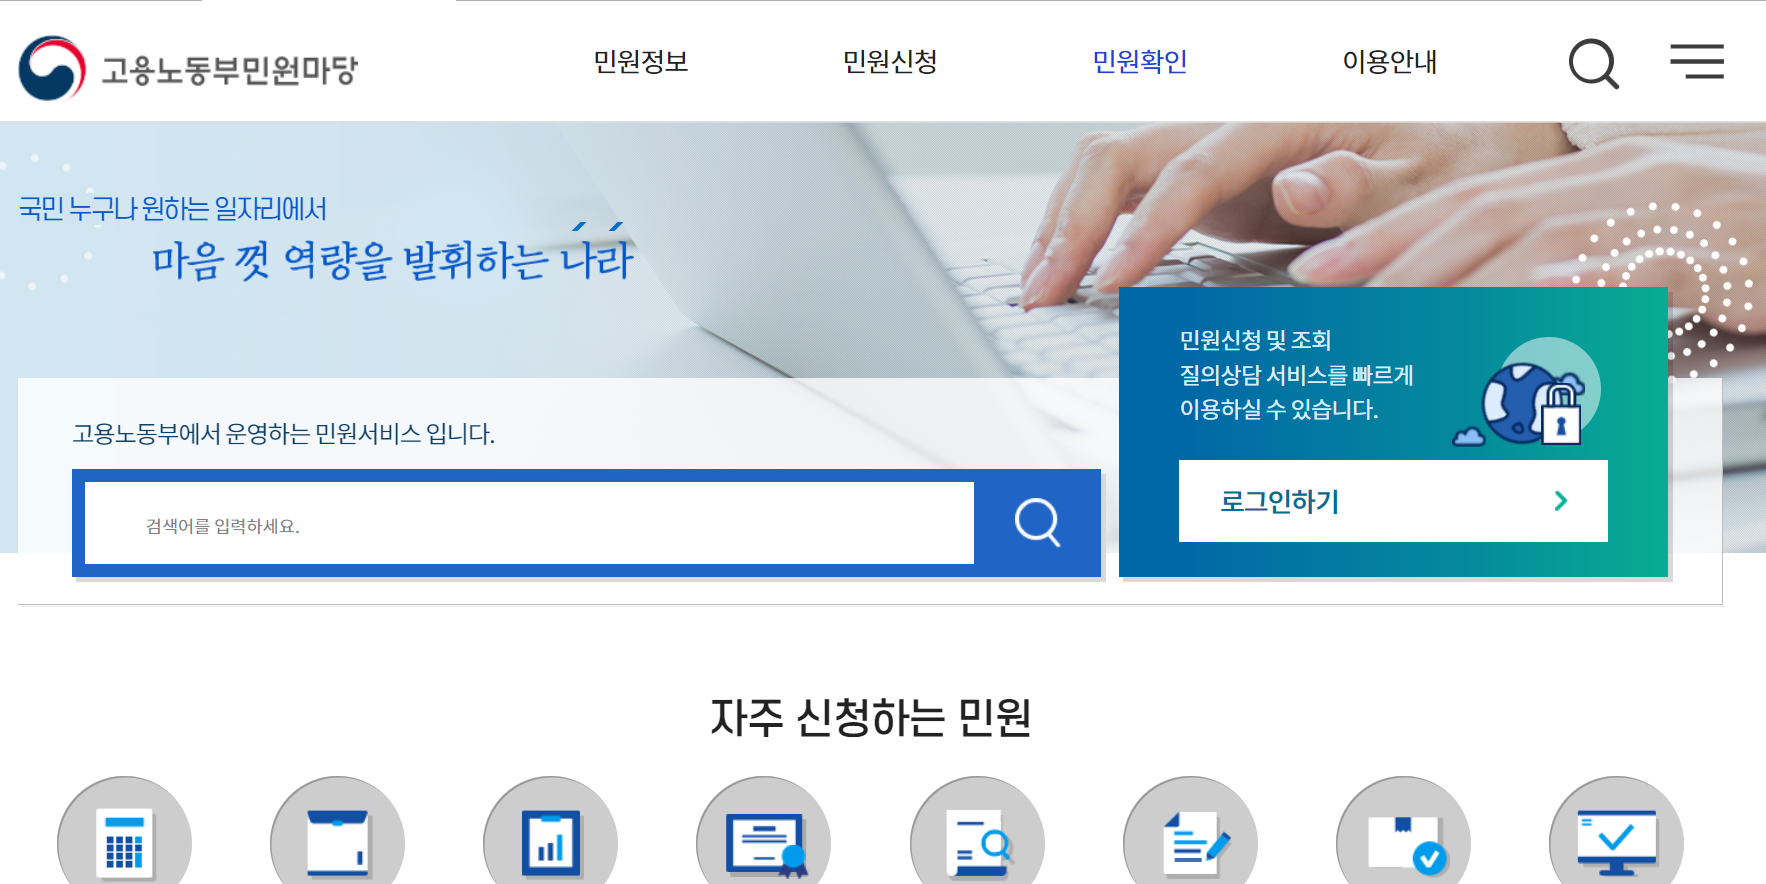 고용노동부민원마당
민원정보
민원신청
민원확인
이용안내
국민 누구나 원하는 일자리에서
마음 껏 역량을 발휘하는 나라
민원신청 및 조회
질의상담 서비스를 빠르게
이용하실 수 있습니다.
고용노동부에서 운영하는 민원서비스 입니다.
검색어를 입력하세요.
로그인하기
자주 신청하는 민원